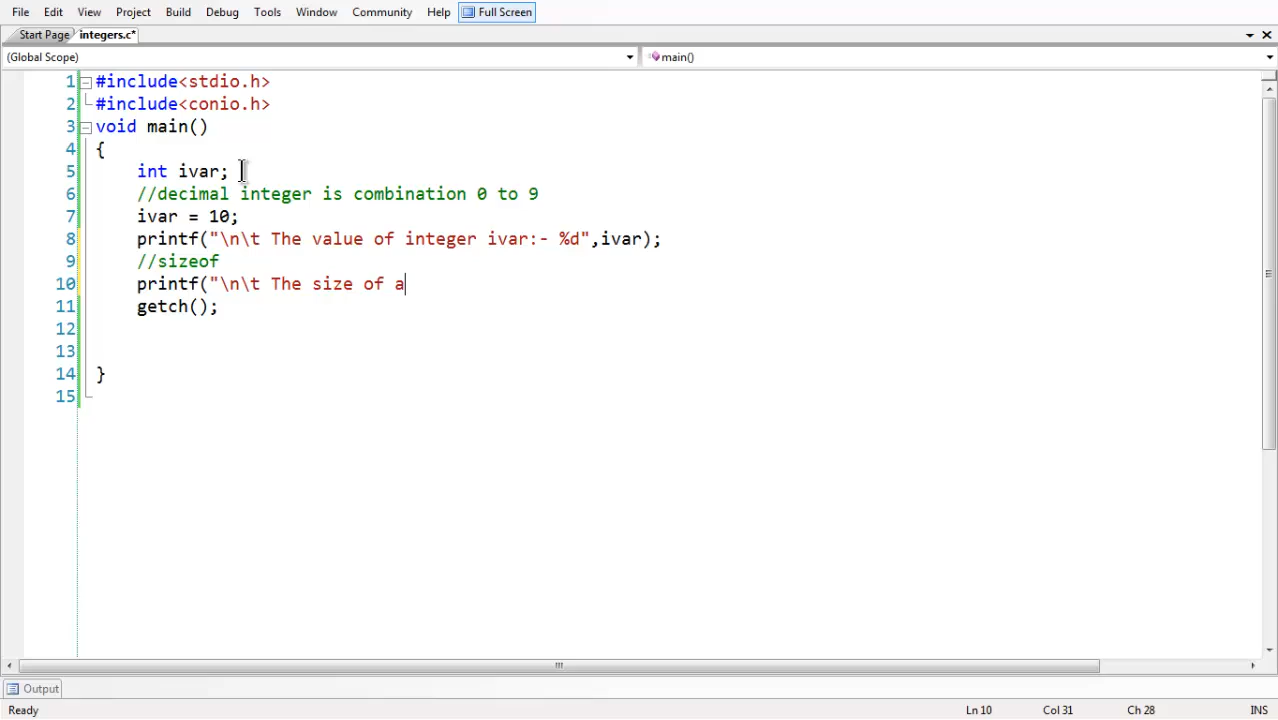 File Edit View Project Build Debug Tools Window Community Help Full Screen
Start Page integers.c*
(Global Scope) main()
1 #include<stdio.h>
2 #include<conio.h>
3 void main()
4 {
5 int ivar;
6 //decimal integer is combination 0 to 9
7 ivar = 10;
8 printf("\n\t The value of integer ivar:- %d",ivar);
9 //sizeof
10 printf("\n\t The size of a
11 getch();
12
13
14 }
15
Output
Ready Ln 10 Col 31 Ch 28 INS